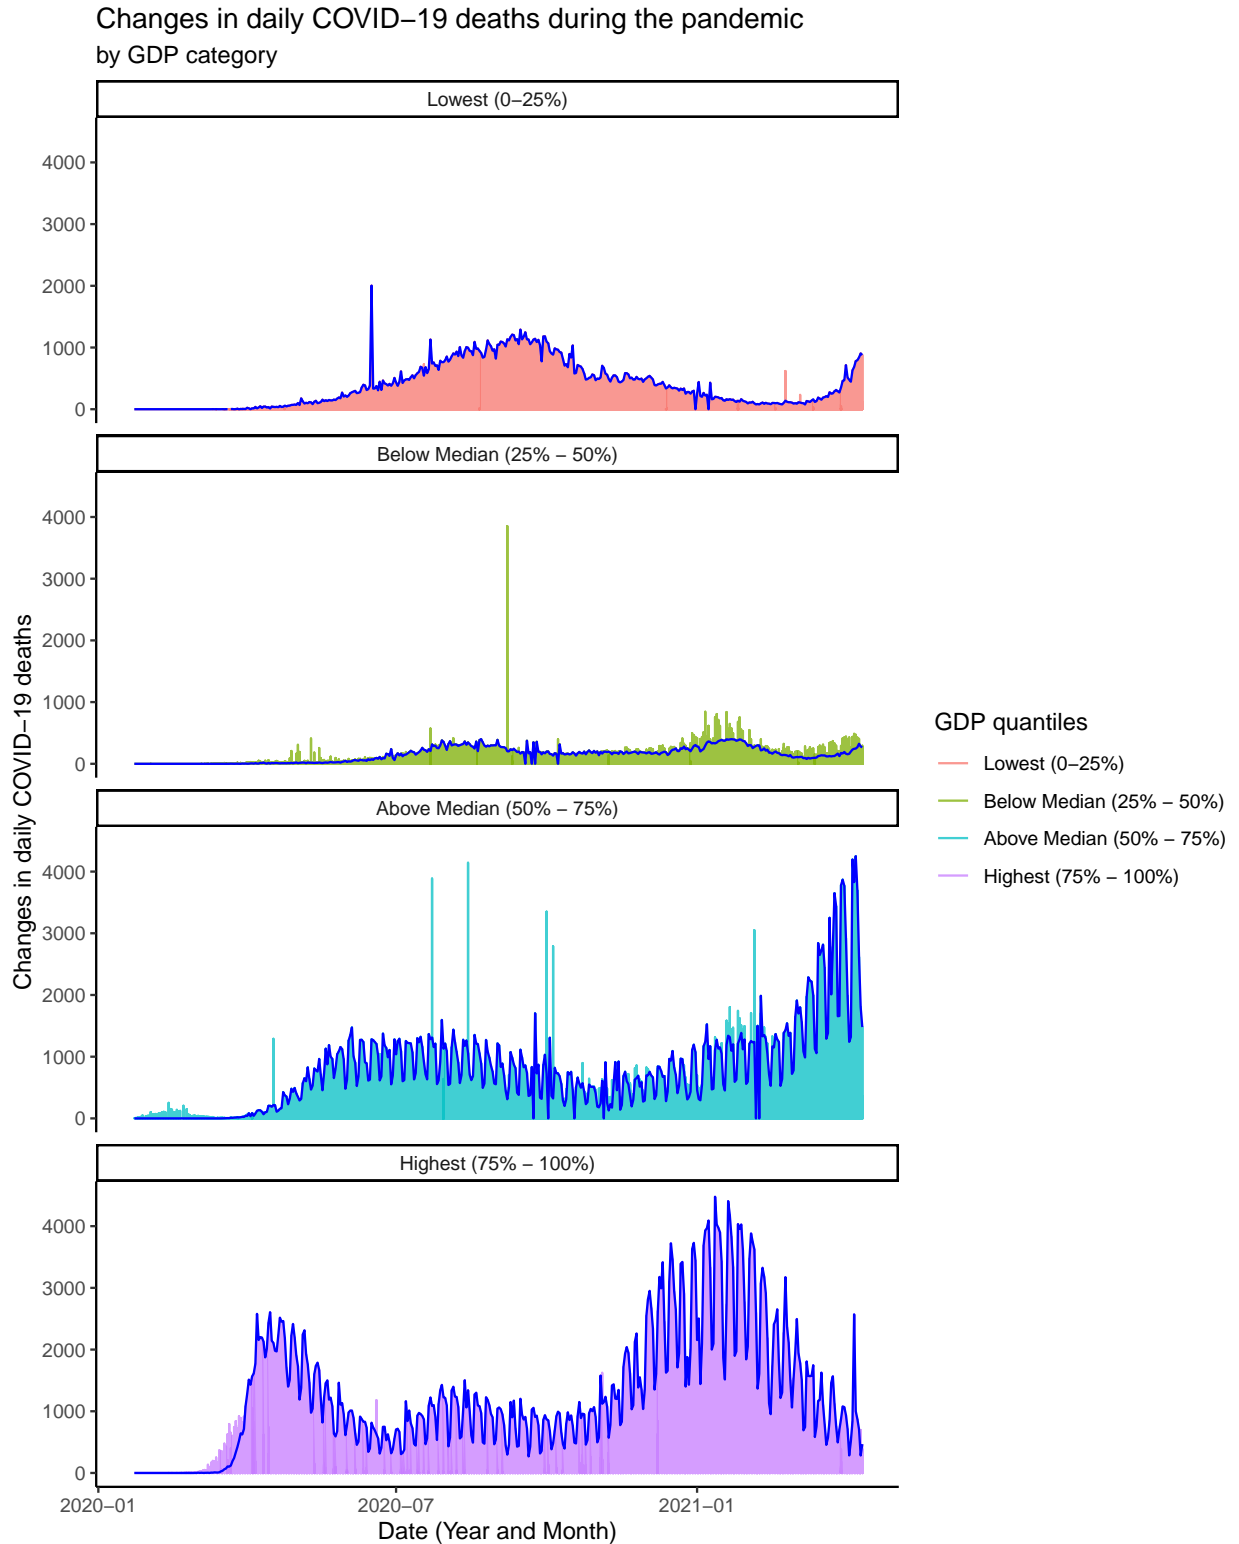 Changes in daily COVID−19 deaths during the pandemic
by GDP category
Lowest (0−25%)
4000
3000
2000
1000
0
Below Median (25% − 50%)
4000
3000
2000
1000
0
Above Median (50% − 75%)
4000
3000
2000
1000
0
Highest (75% − 100%)
4000
3000
2000
1000
0
2020−01
2020−07
2021−01
Date (Year and Month)
Changes in daily COVID−19 deaths
GDP quantiles
Lowest (0−25%)
Below Median (25% − 50%)
Above Median (50% − 75%)
Highest (75% − 100%)